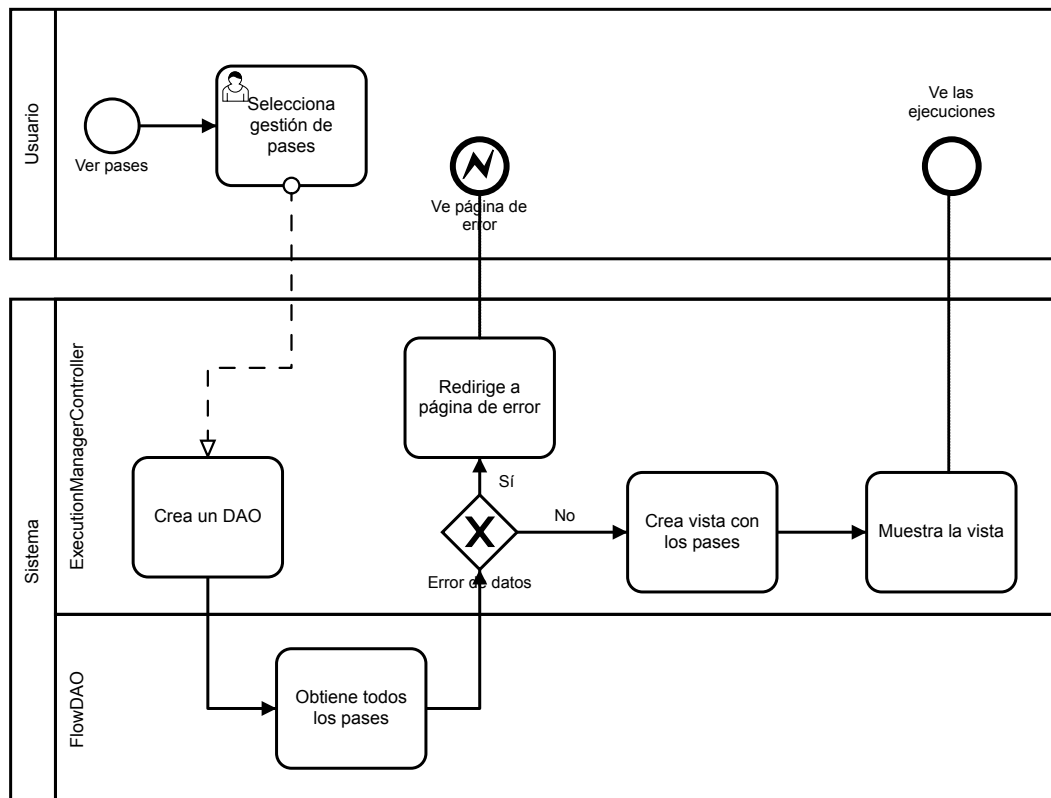 Usuario
Ver pases
Selecciona
gestión de
pases
Ve página de
error
Ve las
ejecuciones
Sistema
ExecutionManagerController
Crea un DAO
Redirige a
página de error
Sí
Error de datos
No
Crea vista con
los pases
Muestra la vista
FlowDAO
Obtiene todos
los pases